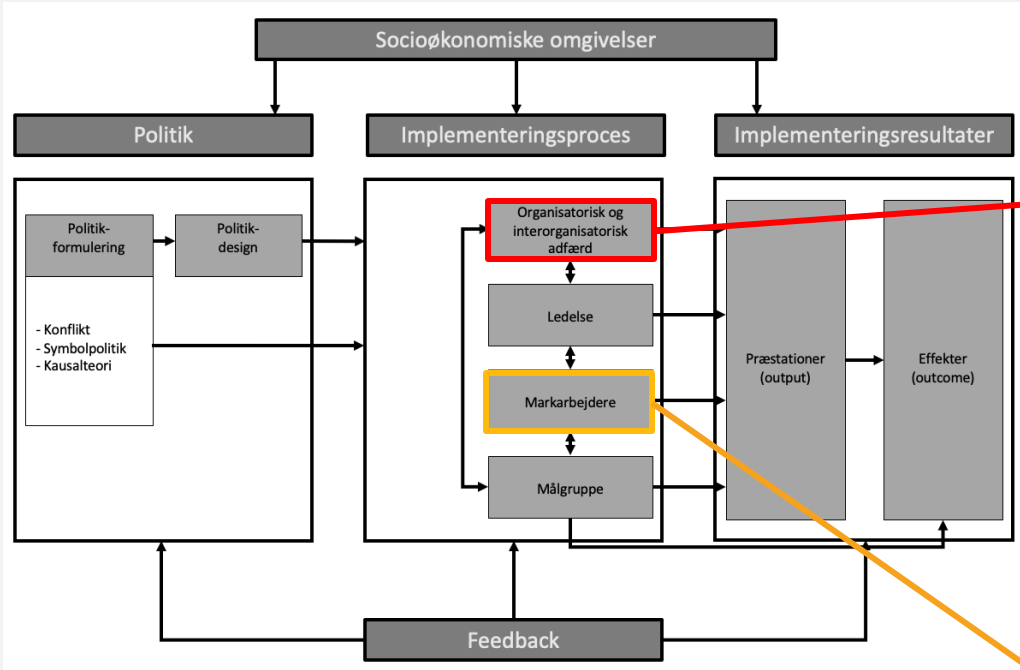 Socioøkonomiske omgivelser
Politik
Implementeringsproces
Implementeringsresultater
Politik-
formulering
Politik-
design
- Konflikt
- Symbolpolitik
- Kausalteori
Organisatorisk og
interorganisatorisk
adfærd
Ledelse
Markarbejdere
Målgruppe
Præstationer
(output)
Effekter
(outcome)
Feedback